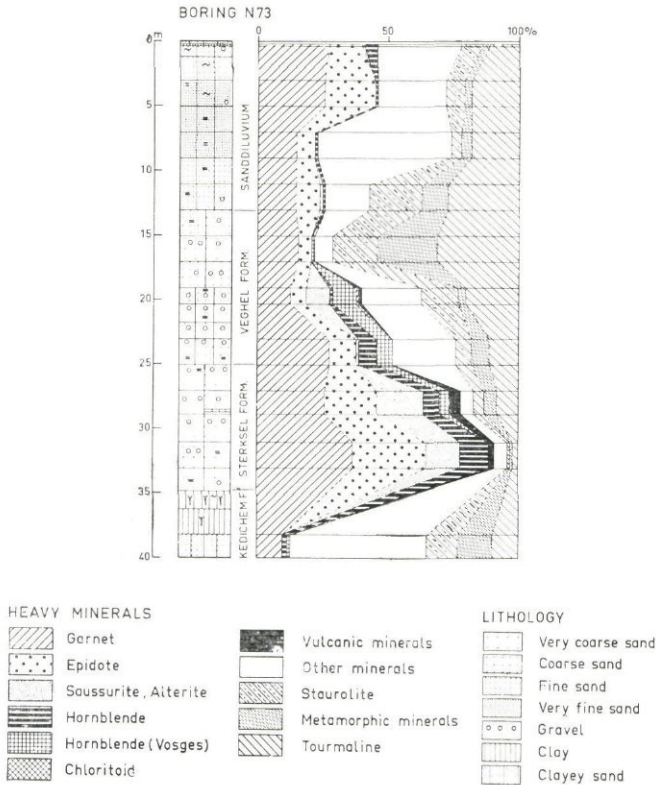 BORING N73
0 50 100%
0 m
5
10
15
20
25
30
35
40
SANDDILUVIUM
VEGHEL FORM.
STERKSEL FORM.
KEDICHEM FT
HEAVY MINERALS
Garnet
Epidote
Saussurite, Alterite
Hornblende
Hornblende (Vosges)
Chloritoid
Vulcanic minerals
Other minerals
Staurolite
Metamorphic minerals
Tourmaline
LITHOLOGY
Very coarse sand
Coarse sand
Fine sand
Very fine sand
Gravel
Clay
Clayey sand